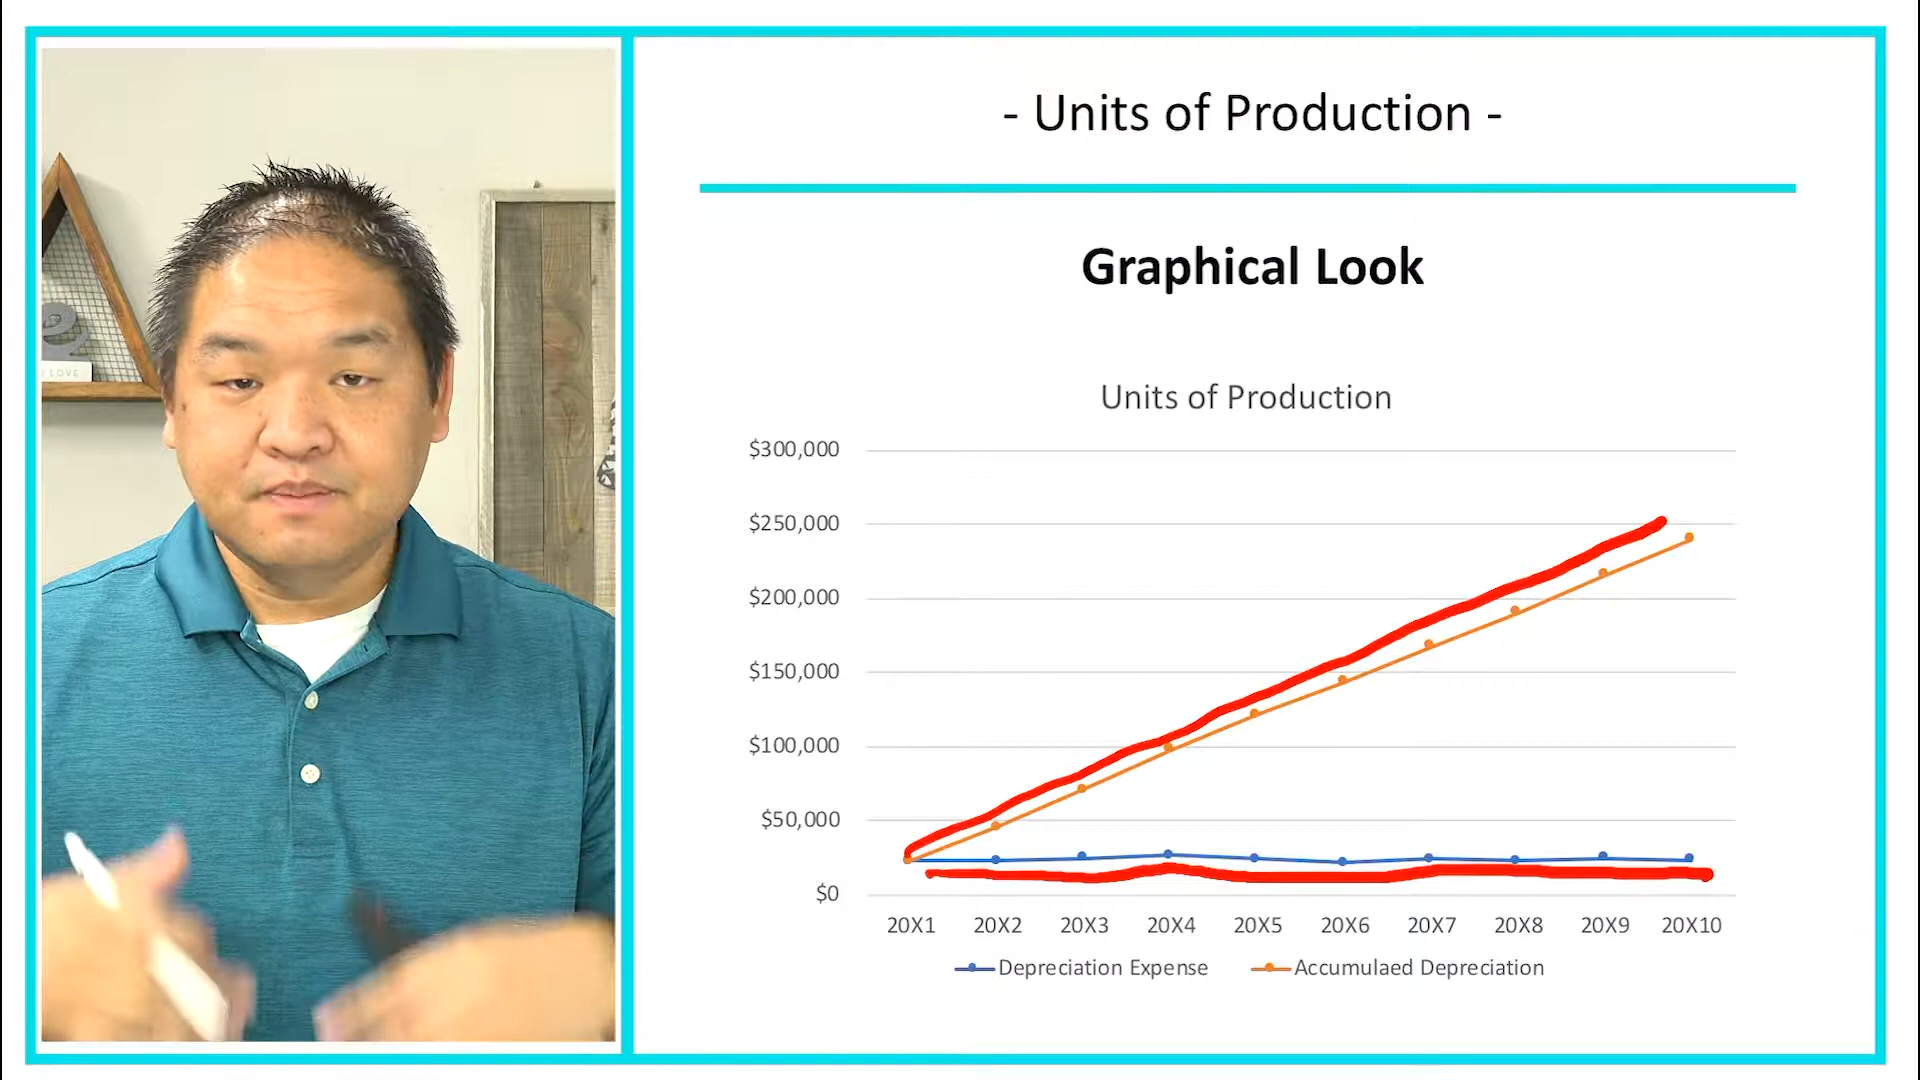 - Units of Production -
Graphical Look
Units of Production
$300,000
$250,000
$200,000
$150,000
$100,000
$50,000
$0
20X1 20X2 20X3 20X4 20X5 20X6 20X7 20X8 20X9 20X10
Depreciation Expense Accumulaed Depreciation
LOVE